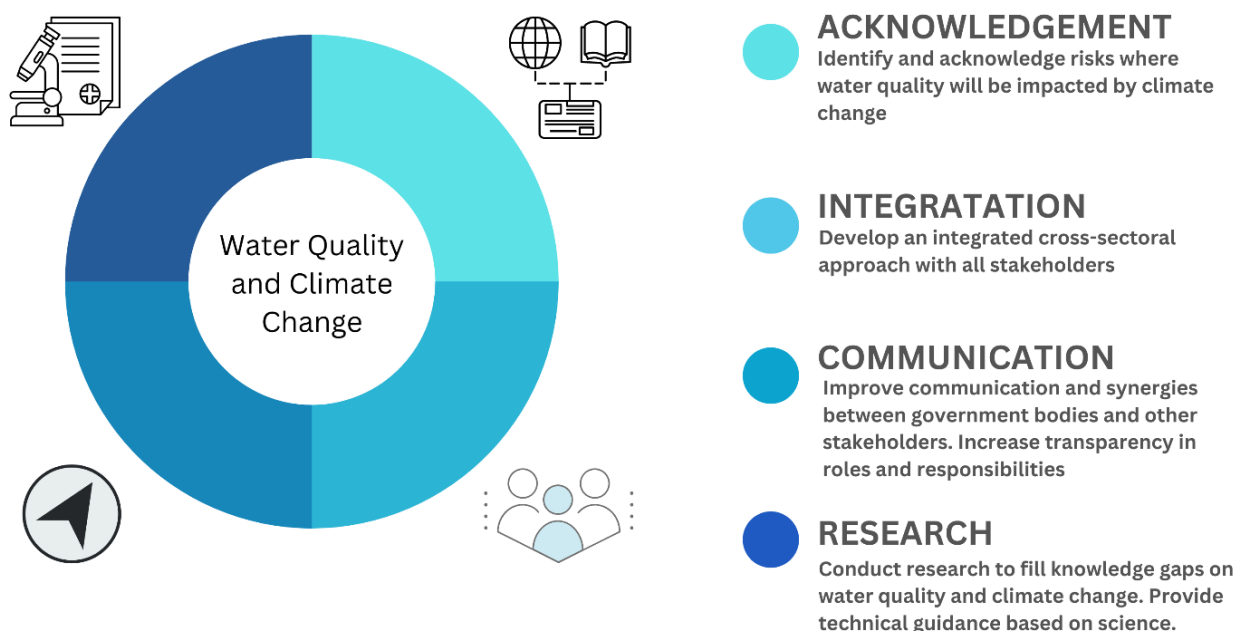 Water Quality
and Climate
Change
ACKNOWLEDGEMENT
Identify and acknowledge risks where
water quality will be impacted by climate
change
INTEGRATATION
Develop an integrated cross-sectoral
approach with all stakeholders
COMMUNICATION
Improve communication and synergies
between government bodies and other
stakeholders. Increase transparency in
roles and responsibilities
RESEARCH
Conduct research to fill knowledge gaps on
water quality and climate change. Provide
technical guidance based on science.